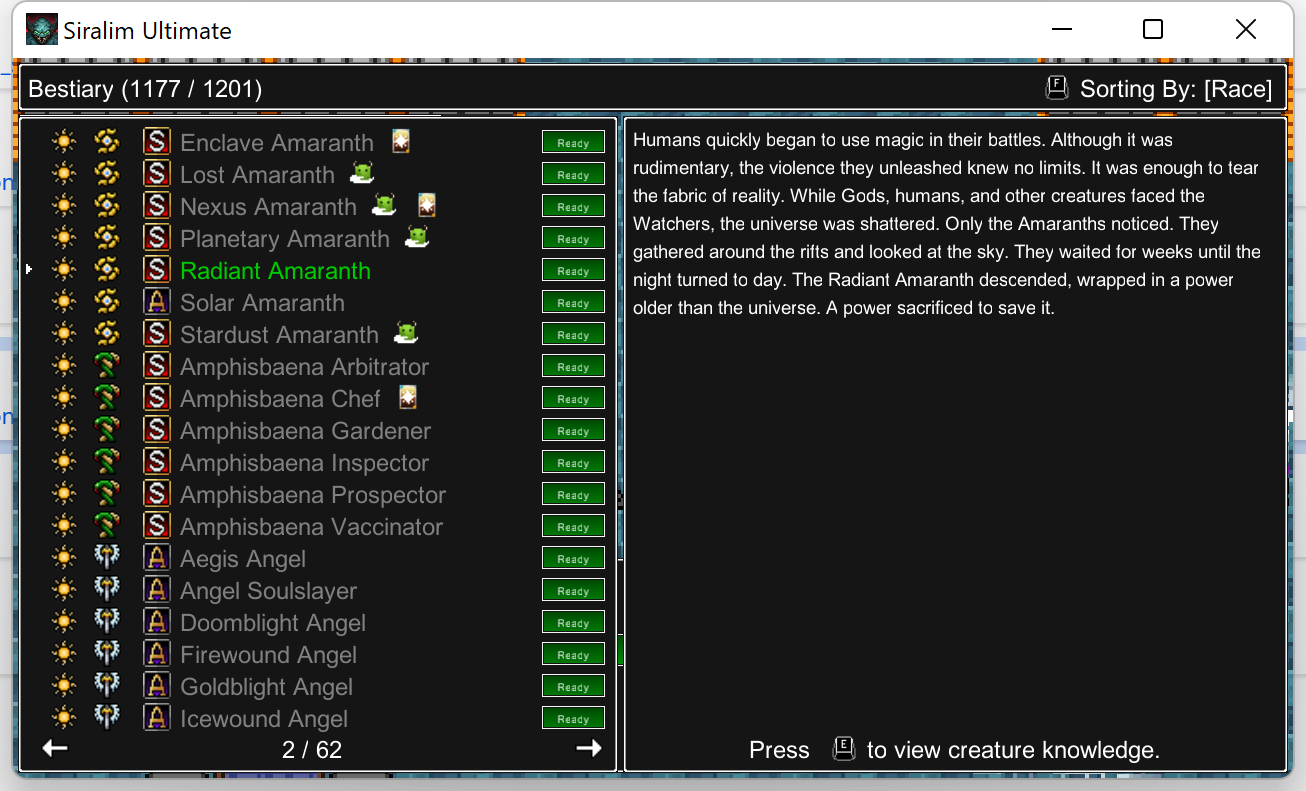 Siralim Ultimate
Bestiary (1177 / 1201)
F Sorting By: [Race]
S Enclave Amaranth Ready
S Lost Amaranth Ready
S Nexus Amaranth Ready
S Planetary Amaranth Ready
S Radiant Amaranth Ready
A Solar Amaranth Ready
S Stardust Amaranth Ready
S Amphisbaena Arbitrator Ready
S Amphisbaena Chef Ready
S Amphisbaena Gardener Ready
S Amphisbaena Inspector Ready
S Amphisbaena Prospector Ready
S Amphisbaena Vaccinator Ready
A Aegis Angel Ready
A Angel Soulslayer Ready
A Doomblight Angel Ready
A Firewound Angel Ready
A Goldblight Angel Ready
A Icewound Angel Ready
2 / 62
Humans quickly began to use magic in their battles. Although it was
rudimentary, the violence they unleashed knew no limits. It was enough to tear
the fabric of reality. While Gods, humans, and other creatures faced the
Watchers, the universe was shattered. Only the Amaranths noticed. They
gathered around the rifts and looked at the sky. They waited for weeks until the
night turned to day. The Radiant Amaranth descended, wrapped in a power
older than the universe. A power sacrificed to save it.
Press E to view creature knowledge.